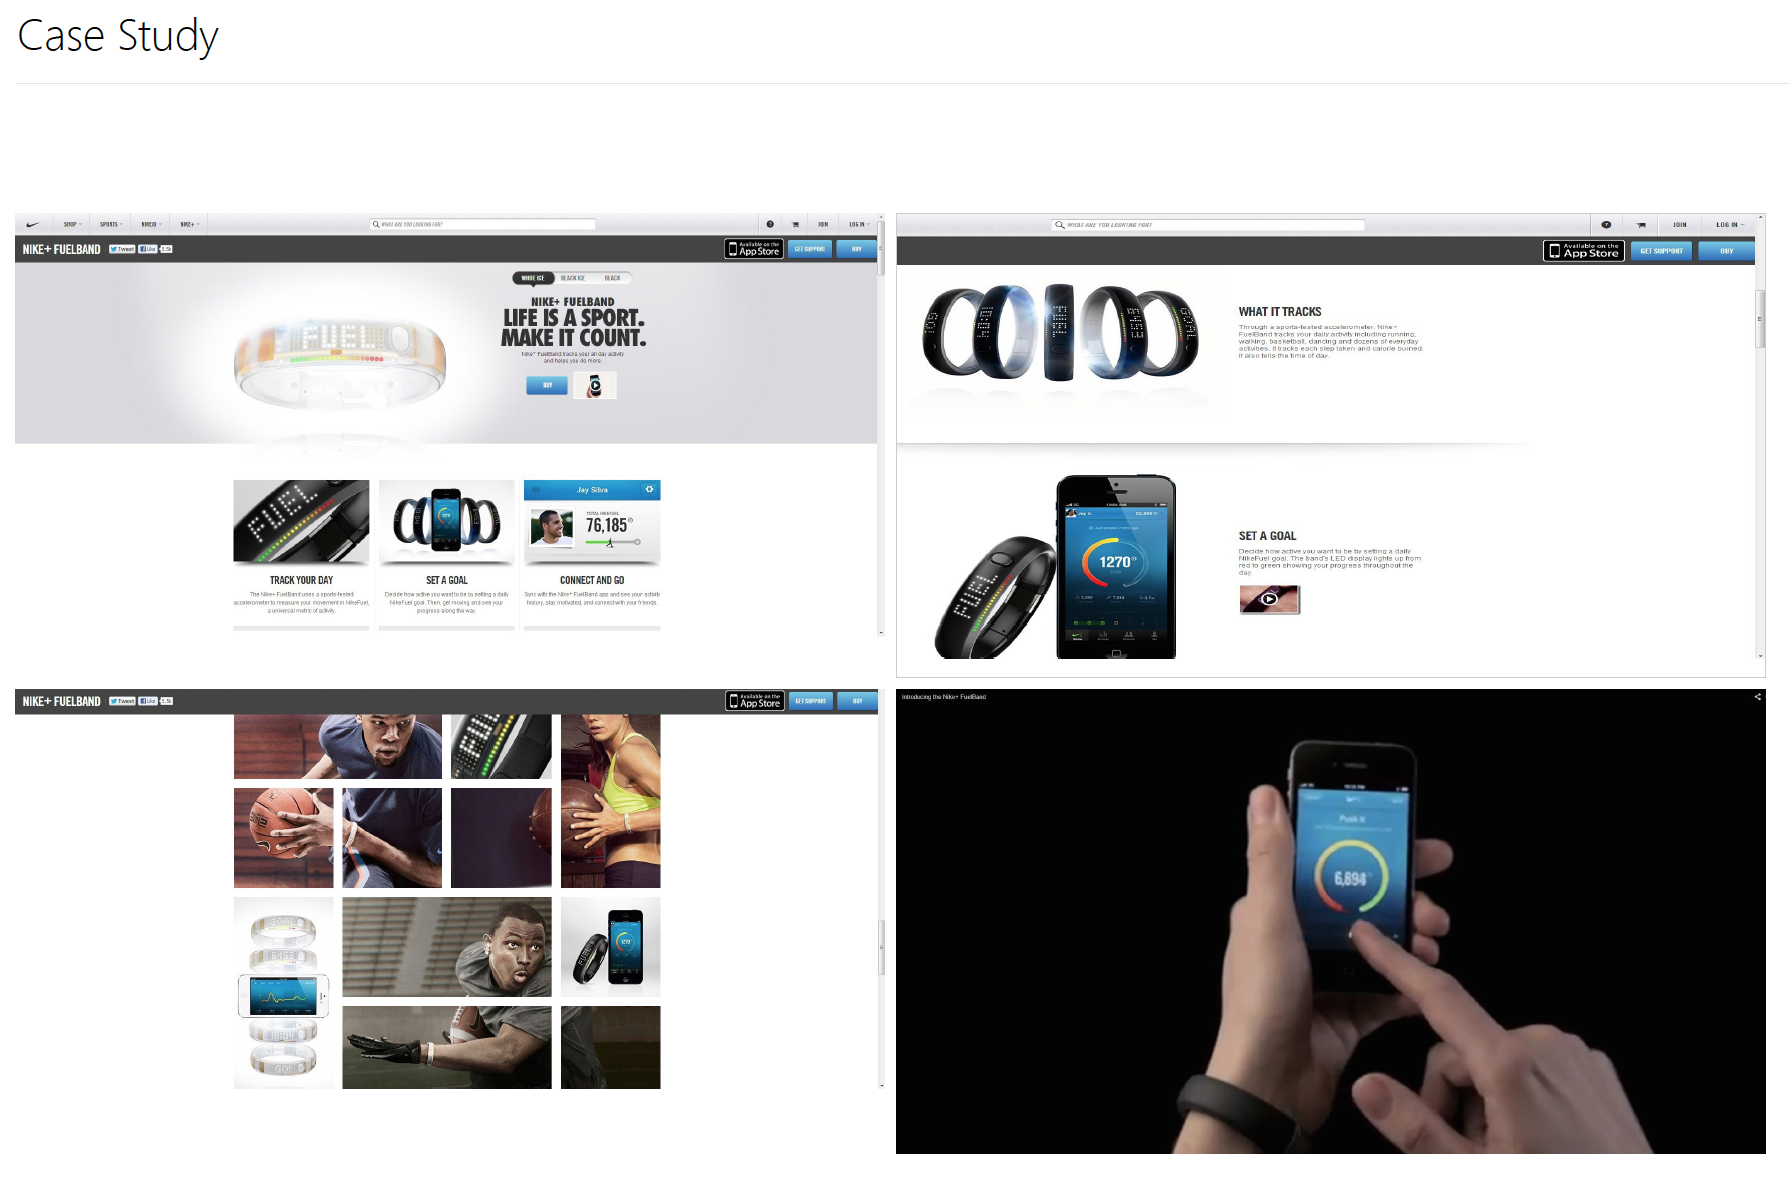 Case Study
SHOP
SPORTS
NIKEID
NIKE+
WHAT ARE YOU LOOKING FOR?
JOIN
LOG IN
NIKE+ FUELBAND
Tweet
Like
Available on the
App Store
GET SUPPORT
BUY
WHITE ICE
BLACK ICE
BLACK
NIKE+ FUELBAND
LIFE IS A SPORT.
MAKE IT COUNT.
Nike+ FuelBand tracks your all day activity
and helps you do more.
BUY
FUEL
Jay Silva
TOTAL NIKEFUEL
76,185
TRACK YOUR DAY
The Nike+ FuelBand uses a sports-tested
accelerometer to measure your movement in NikeFuel,
a universal metric of activity.
SET A GOAL
Decide how active you want to be by setting a daily
NikeFuel goal. Then, get moving and see your
progress along the way.
CONNECT AND GO
Sync with the Nike+ FuelBand app and see your activity
history, stay motivated, and connect with your friends.
WHAT ARE YOU LOOKING FOR?
JOIN
LOG IN
Available on the
App Store
GET SUPPORT
BUY
WHAT IT TRACKS
Through a sports-tested accelerometer, Nike+
FuelBand tracks your daily activity including running,
walking, basketball, dancing and dozens of everyday
activities. It tracks each step taken and calorie burned.
It also tells the time of day.
FUEL
1270
SET A GOAL
Decide how active you want to be by setting a daily
NikeFuel goal. The band's LED display lights up from
red to green showing your progress throughout the
day.
NIKE+ FUELBAND
Tweet
Like
Available on the
App Store
GET SUPPORT
BUY
GOAL
FUEL
1270
GO!
Introducing the Nike+ FuelBand
Push it
6,894